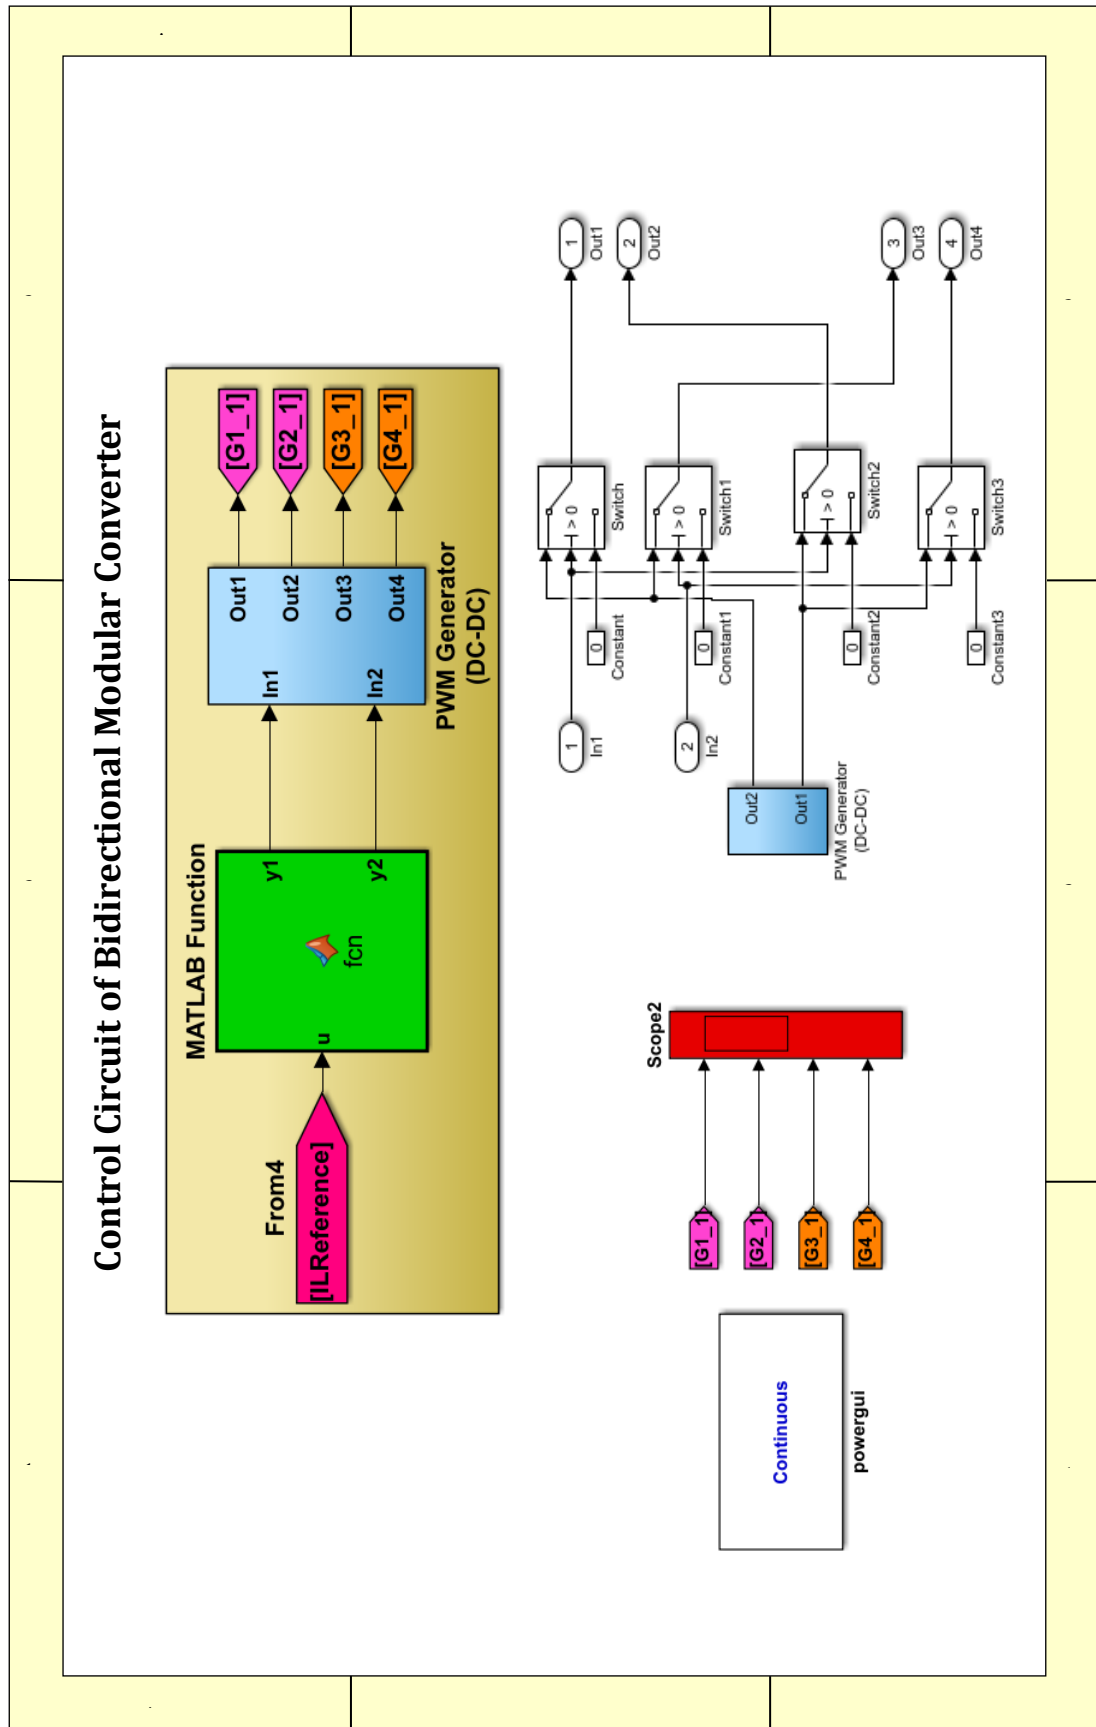 Control Circuit of Bidirectional Modular Converter
MATLAB Function
From4
[ILReference]
u
fcn
y1
y2
In1
In2
Out1
Out2
Out3
Out4
PWM Generator
(DC-DC)
[G1_1]
[G2_1]
[G3_1]
[G4_1]
Continuous
powergui
[G1_1]
[G2_1]
[G3_1]
[G4_1]
Scope2
PWM Generator
(DC-DC)
Out2
Out1
1
In1
2
In2
0
Constant
0
Constant1
0
Constant2
0
Constant3
> 0
Switch
> 0
Switch1
> 0
Switch2
> 0
Switch3
1
Out1
2
Out2
3
Out3
4
Out4